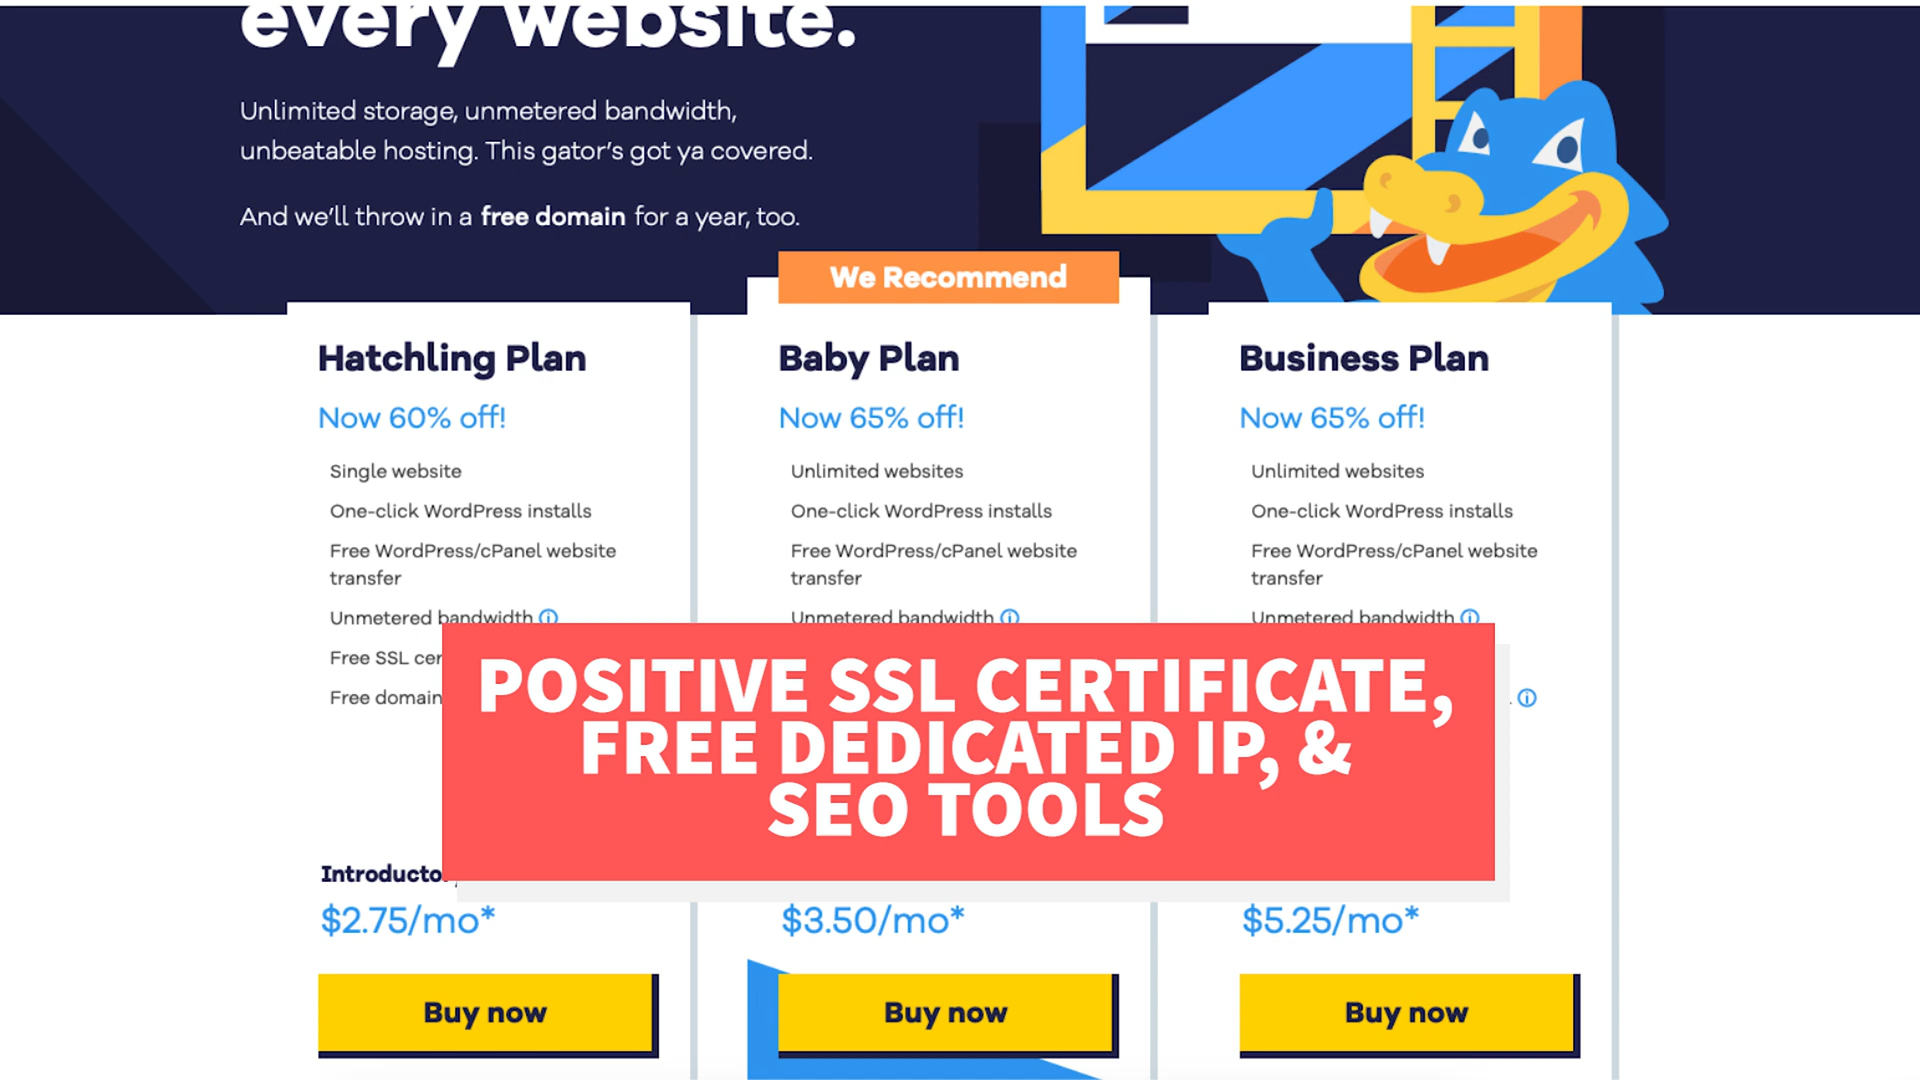 every website.
Unlimited storage, unmetered bandwidth,
unbeatable hosting. This gator's got ya covered.
And we'll throw in a free domain for a year, too.
We Recommend
Hatchling Plan
Now 60% off!
Single website
One-click WordPress installs
Free WordPress/cPanel website
transfer
Unmetered bandwidth
Free SSL
Free domain
Baby Plan
Now 65% off!
Unlimited websites
One-click WordPress installs
Free WordPress/cPanel website
transfer
Unmetered bandwidth
Business Plan
Now 65% off!
Unlimited websites
One-click WordPress installs
Free WordPress/cPanel website
transfer
Unmetered bandwidth
POSITIVE SSL CERTIFICATE,
FREE DEDICATED IP, &
SEO TOOLS
$2.75/mo*
$3.50/mo*
$5.25/mo*
Buy now
Buy now
Buy now